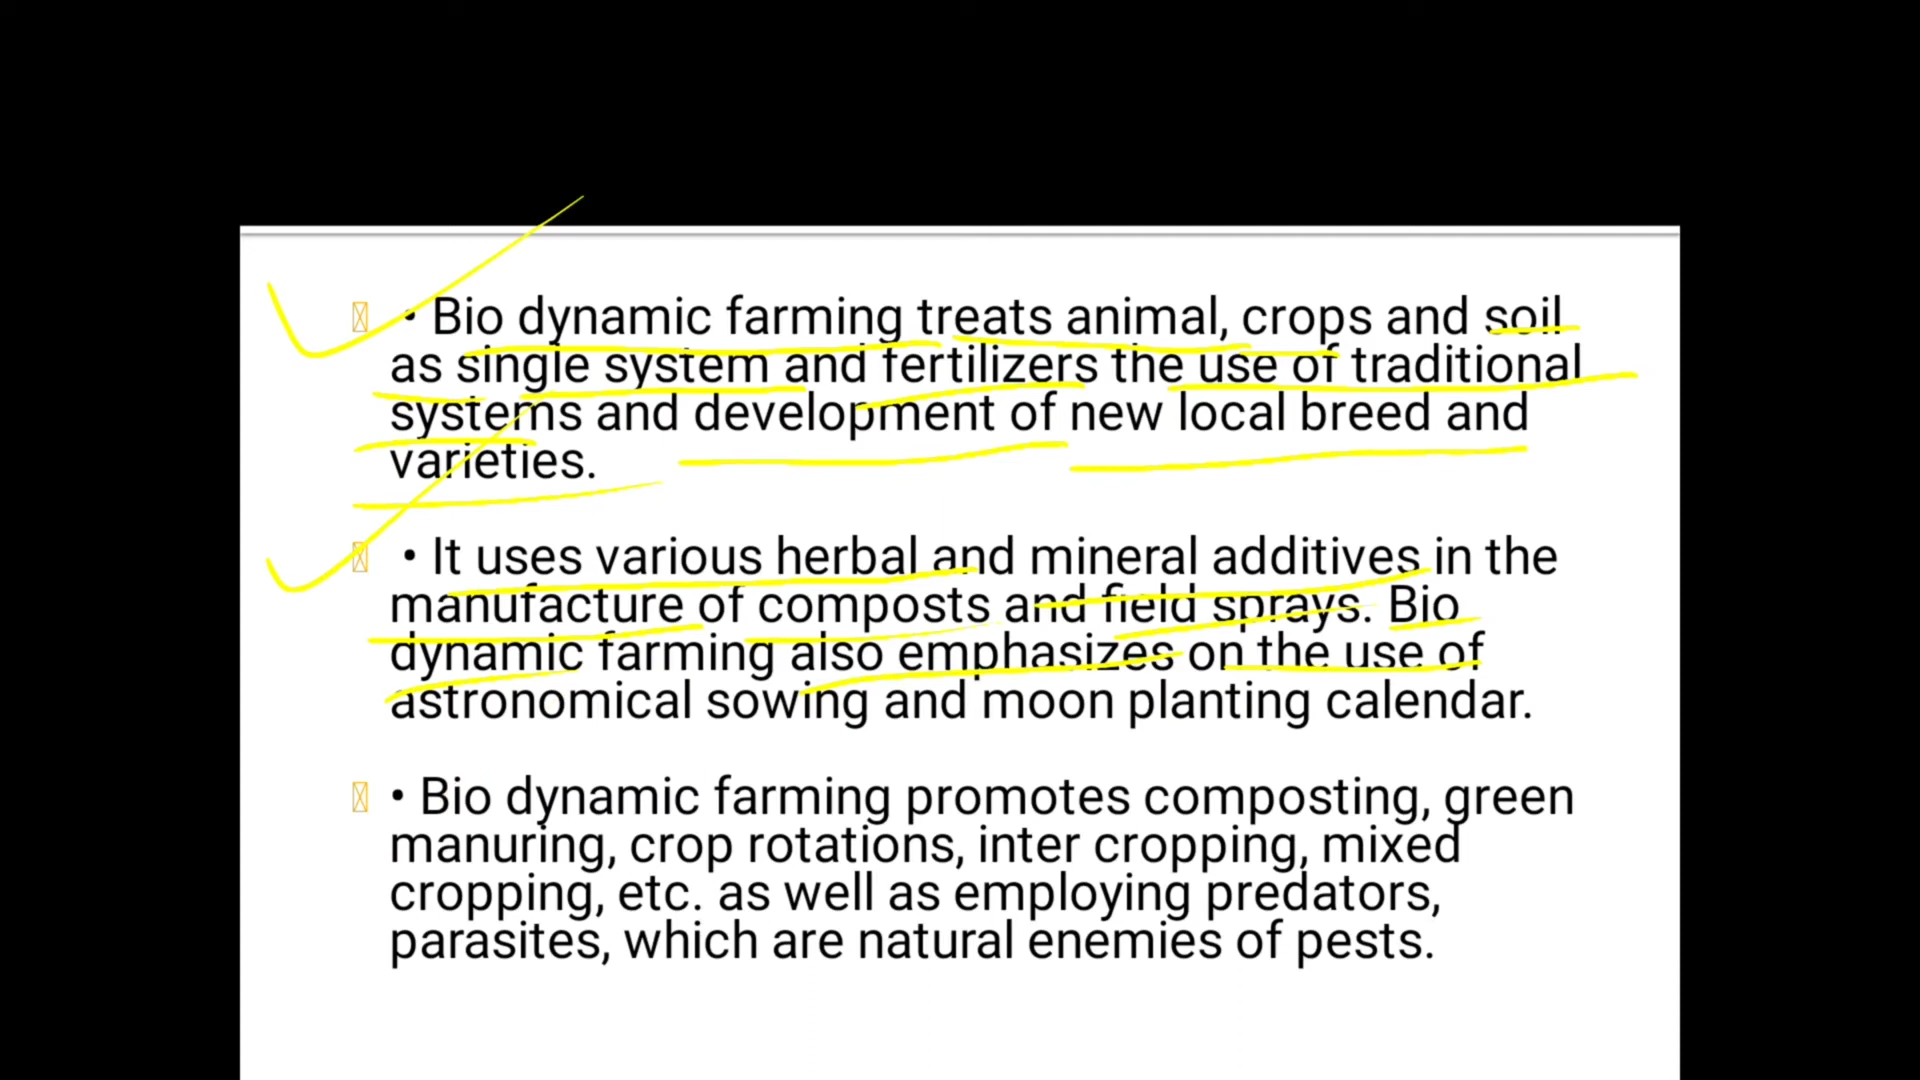 • Bio dynamic farming treats animal, crops and soil
as single system and fertilizers the use of traditional
systems and development of new local breed and
varieties.
• It uses various herbal and mineral additives in the
manufacture of composts and field sprays. Bio
dynamic farming also emphasizes on the use of
astronomical sowing and moon planting calendar.
• Bio dynamic farming promotes composting, green
manuring, crop rotations, inter cropping, mixed
cropping, etc. as well as employing predators,
parasites, which are natural enemies of pests.